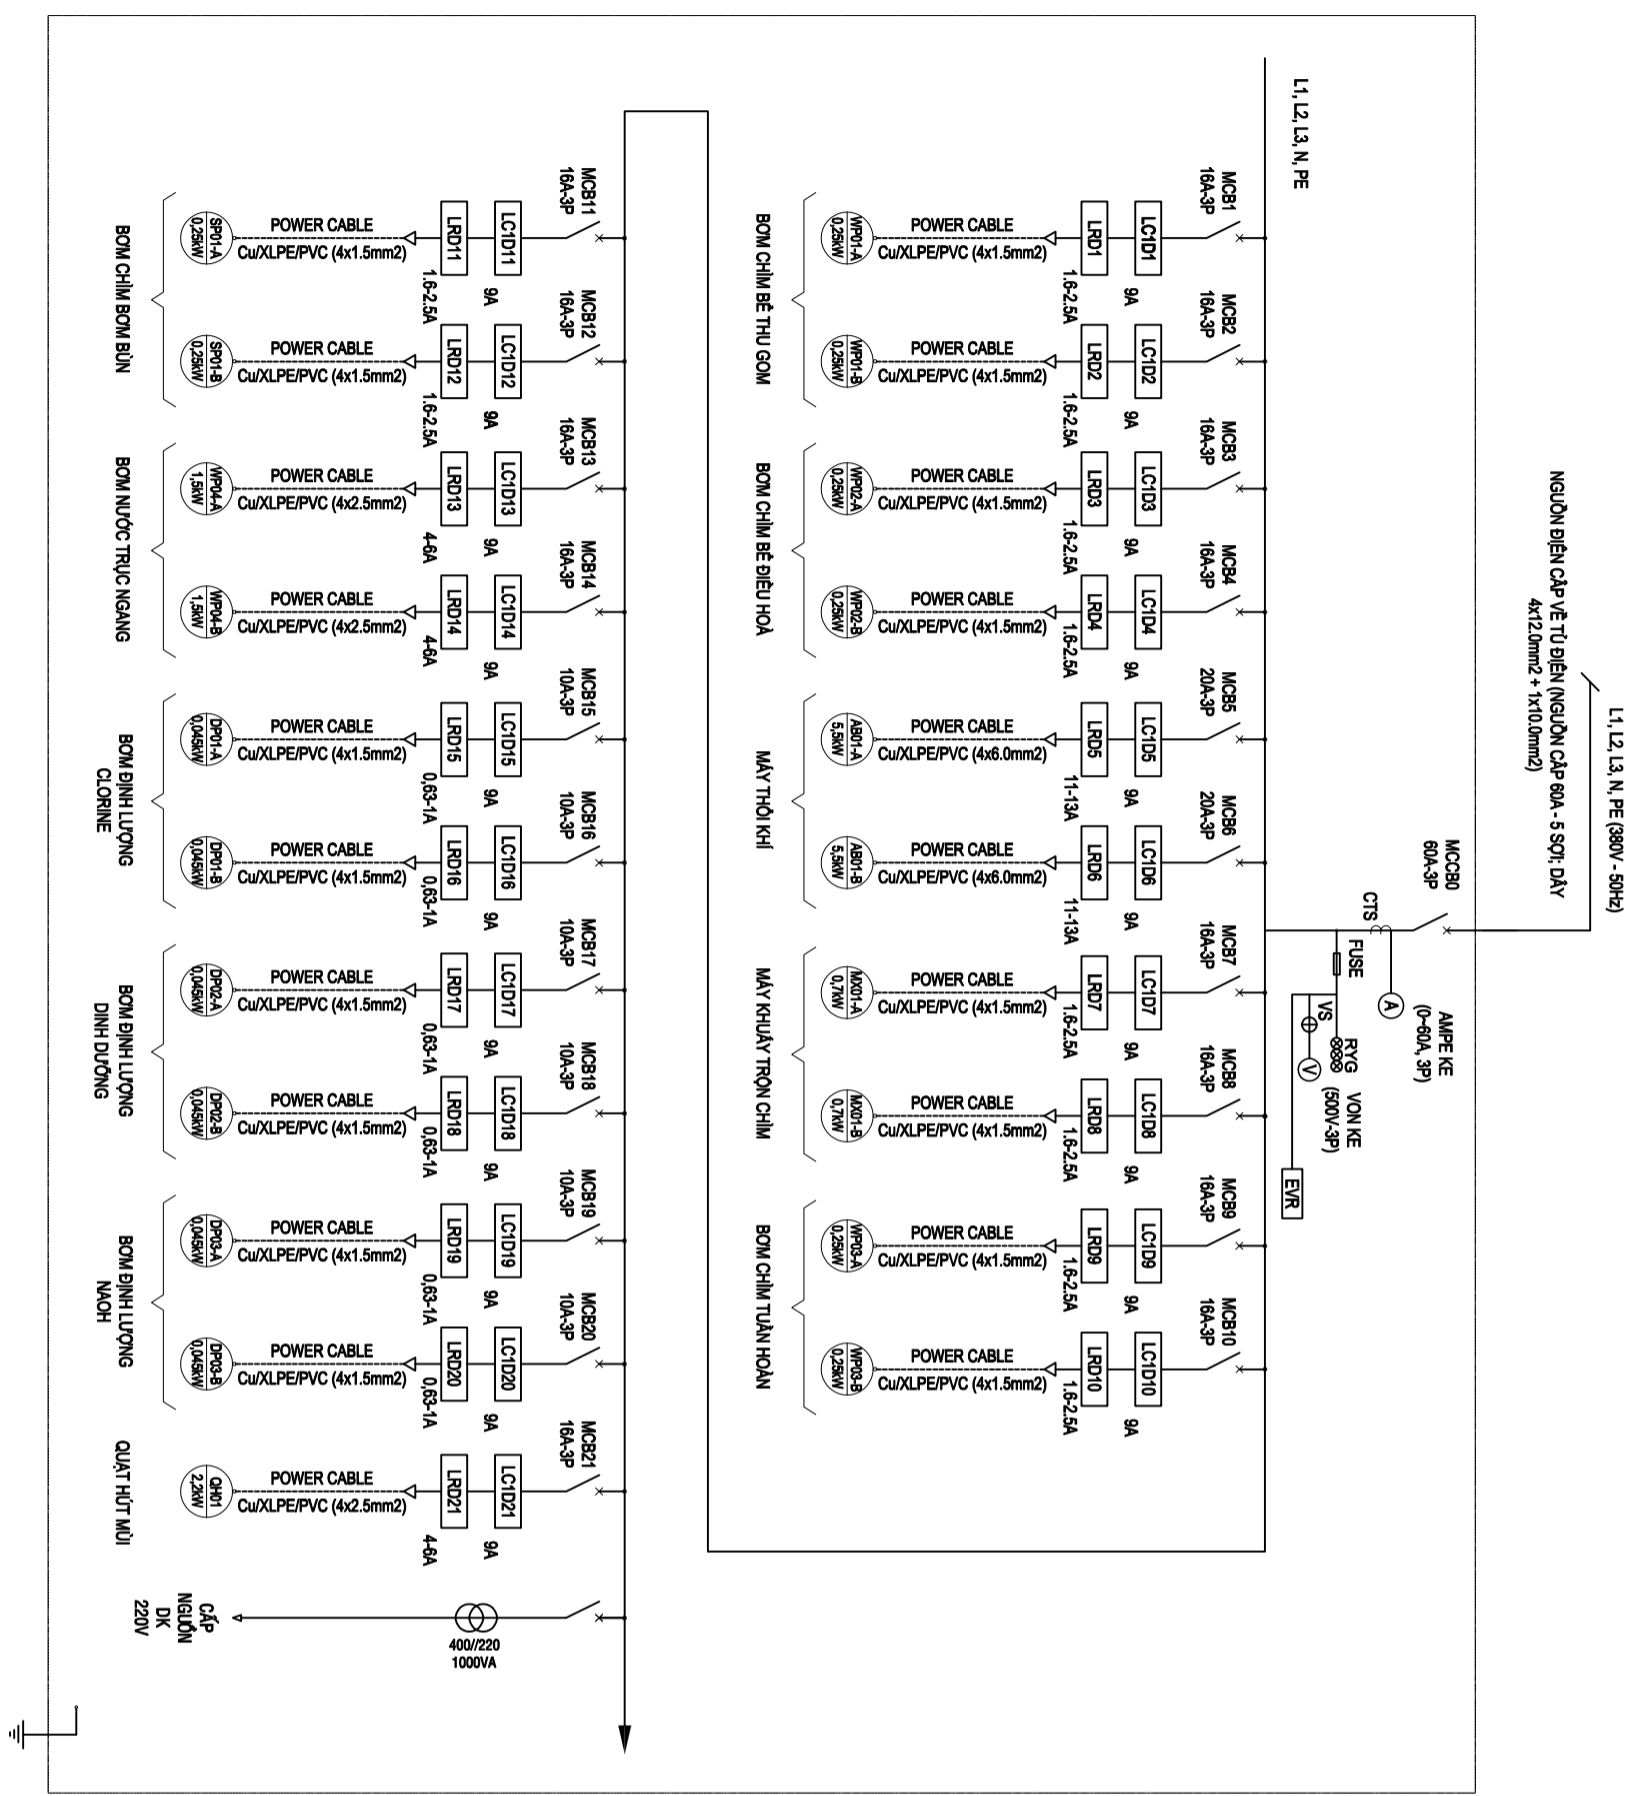 L1, L2, L3, N, PE (380V - 50Hz)
NGUỒN ĐIỆN CẤP VỀ TỦ ĐIỆN (NGUỒN CẤP 60A - 5 SỢI: DÂY
4x12.0mm2 + 1x10.0mm2)
MCCB0
60A-3P
CTS
AMPE KE
(0~60A, 3P)
A
FUSE
RYG
VS
V
VON KE
(500V-3P)
EVR
L1, L2, L3, N, PE
MCB1
16A-3P
MCB2
16A-3P
MCB3
16A-3P
MCB4
16A-3P
MCB5
20A-3P
MCB6
20A-3P
MCB7
16A-3P
MCB8
16A-3P
MCB9
16A-3P
MCB10
16A-3P
LC1D1
9A
LC1D2
9A
LC1D3
9A
LC1D4
9A
LC1D5
9A
LC1D6
9A
LC1D7
9A
LC1D8
9A
LC1D9
9A
LC1D10
9A
LRD1
1.6-2.5A
LRD2
1.6-2.5A
LRD3
1.6-2.5A
LRD4
1.6-2.5A
LRD5
11-13A
LRD6
11-13A
LRD7
1.6-2.5A
LRD8
1.6-2.5A
LRD9
1.6-2.5A
LRD10
1.6-2.5A
POWER CABLE
Cu/XLPE/PVC (4x1.5mm2)
POWER CABLE
Cu/XLPE/PVC (4x1.5mm2)
POWER CABLE
Cu/XLPE/PVC (4x1.5mm2)
POWER CABLE
Cu/XLPE/PVC (4x1.5mm2)
POWER CABLE
Cu/XLPE/PVC (4x6.0mm2)
POWER CABLE
Cu/XLPE/PVC (4x6.0mm2)
POWER CABLE
Cu/XLPE/PVC (4x1.5mm2)
POWER CABLE
Cu/XLPE/PVC (4x1.5mm2)
POWER CABLE
Cu/XLPE/PVC (4x1.5mm2)
POWER CABLE
Cu/XLPE/PVC (4x1.5mm2)
WP01-A
0,25kW
WP01-B
0,25kW
WP02-A
0,25kW
WP02-B
0,25kW
AB01-A
5,5kW
AB01-B
5,5kW
MX01-A
0,7kW
MX01-B
0,7kW
WP03-A
0,25kW
WP03-B
0,25kW
BƠM CHÌM BỂ THU GOM
BƠM CHÌM BỂ ĐIỀU HOÀ
MÁY THỔI KHÍ
MÁY KHUẤY TRỘN CHÌM
BƠM CHÌM TUẦN HOÀN
MCB11
16A-3P
MCB12
16A-3P
MCB13
16A-3P
MCB14
16A-3P
MCB15
10A-3P
MCB16
10A-3P
MCB17
10A-3P
MCB18
10A-3P
MCB19
10A-3P
MCB20
10A-3P
MCB21
16A-3P
LC1D11
9A
LC1D12
9A
LC1D13
9A
LC1D14
9A
LC1D15
9A
LC1D16
9A
LC1D17
9A
LC1D18
9A
LC1D19
9A
LC1D20
9A
LC1D21
9A
400//220
1000VA
LRD11
1.6-2.5A
LRD12
1.6-2.5A
LRD13
4-6A
LRD14
4-6A
LRD15
0,63-1A
LRD16
0,63-1A
LRD17
0,63-1A
LRD18
0,63-1A
LRD19
0,63-1A
LRD20
0,63-1A
LRD21
4-6A
POWER CABLE
Cu/XLPE/PVC (4x1.5mm2)
POWER CABLE
Cu/XLPE/PVC (4x1.5mm2)
POWER CABLE
Cu/XLPE/PVC (4x2.5mm2)
POWER CABLE
Cu/XLPE/PVC (4x2.5mm2)
POWER CABLE
Cu/XLPE/PVC (4x1.5mm2)
POWER CABLE
Cu/XLPE/PVC (4x1.5mm2)
POWER CABLE
Cu/XLPE/PVC (4x1.5mm2)
POWER CABLE
Cu/XLPE/PVC (4x1.5mm2)
POWER CABLE
Cu/XLPE/PVC (4x1.5mm2)
POWER CABLE
Cu/XLPE/PVC (4x1.5mm2)
POWER CABLE
Cu/XLPE/PVC (4x2.5mm2)
SP01-A
0,25kW
SP01-B
0,25kW
WP04-A
1,5kW
WP04-B
1,5kW
DP01-A
0,045kW
DP01-B
0,045kW
DP02-A
0,045kW
DP02-B
0,045kW
DP03-A
0,045kW
DP03-B
0,045kW
QH01
2,2kW
CẤP
NGUỒN
DK
220V
BƠM CHÌM BƠM BÙN
BƠM NƯỚC TRỤC NGANG
BƠM ĐỊNH LƯỢNG
CLORINE
BƠM ĐỊNH LƯỢNG
DINH DƯỠNG
BƠM ĐỊNH LƯỢNG
NAOH
QUẠT HÚT MÙI